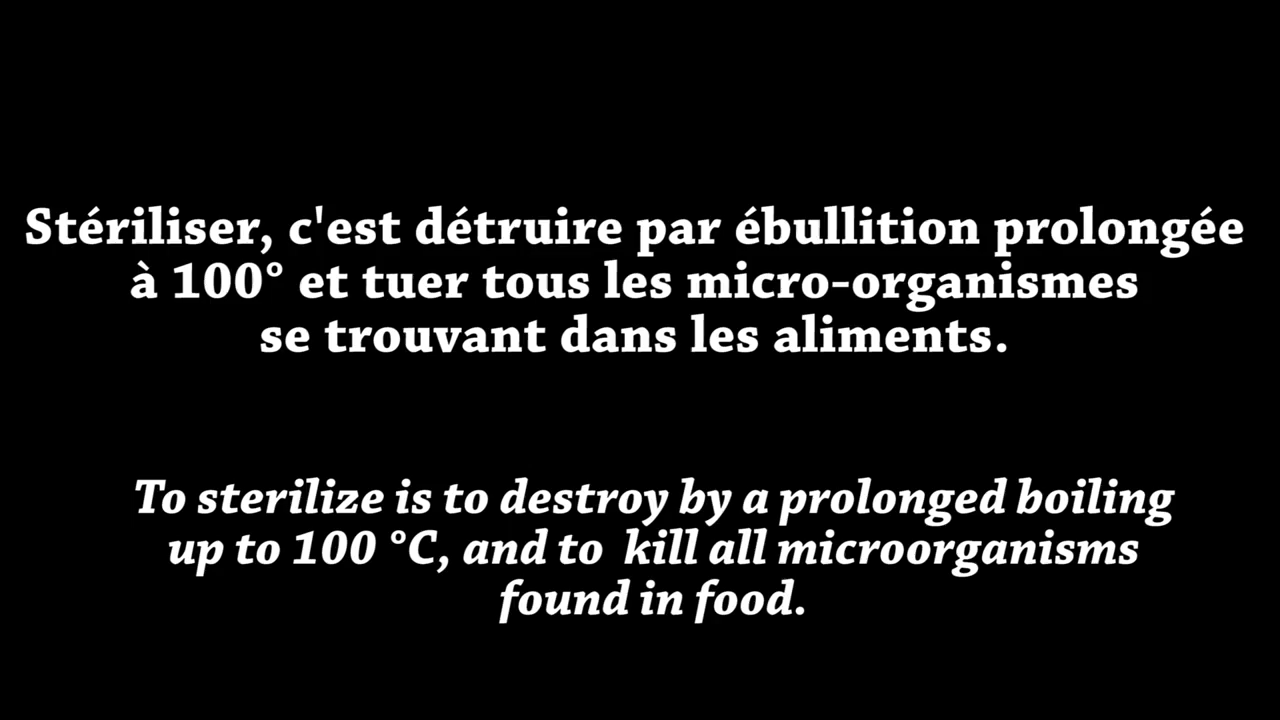 Stériliser, c'est détruire par ébullition prolongée
à 100° et tuer tous les micro-organismes
se trouvant dans les aliments.
To sterilize is to destroy by a prolonged boiling
up to 100 °C, and to  kill all microorganisms
found in food.